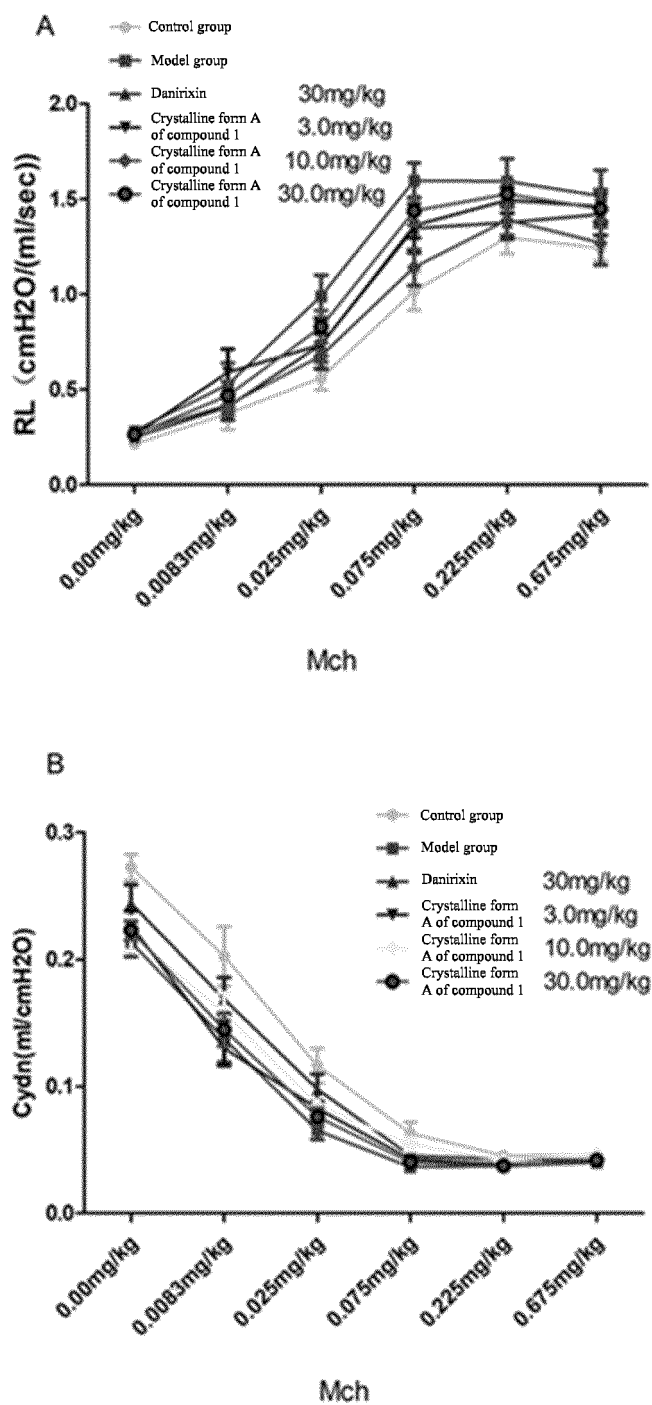 A
Control group
Model group
Danirixin 30mg/kg
Crystalline form A
of compound 1 3.0mg/kg
Crystalline form A
of compound 1 10.0mg/kg
Crystalline form A
of compound 1 30.0mg/kg
RL (cmH2O/(ml/sec))
2.0
1.5
1.0
0.5
0.0
0.00mg/kg
0.0083mg/kg
0.025mg/kg
0.075mg/kg
0.225mg/kg
0.675mg/kg
Mch
B
Control group
Model group
Danirixin 30mg/kg
Crystalline form
A of compound 1 3.0mg/kg
Crystalline form
A of compound 1 10.0mg/kg
Crystalline form
A of compound 1 30.0mg/kg
Cydn(ml/cmH2O)
0.3
0.2
0.1
0.0
0.00mg/kg
0.0083mg/kg
0.025mg/kg
0.075mg/kg
0.225mg/kg
0.675mg/kg
Mch